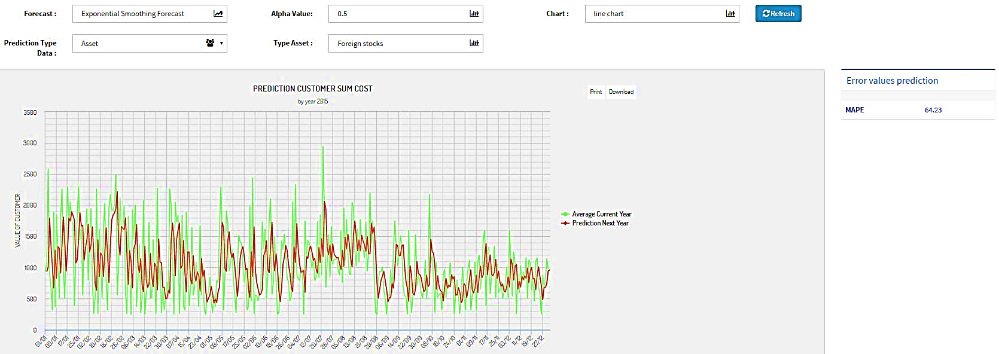 Forecast : Exponential Smoothing Forecast Alpha Value: 0.5 Chart : line chart Refresh
Prediction Type Data : Asset Type Asset : Foreign stocks
PREDICTION CUSTOMER SUM COST
by year 2015
Print Download
Error values prediction
MAPE 64.23
VALUE OF CUSTOMER
3500
3000
2500
2000
1500
1000
500
0
Average Current Year
Prediction Next Year
01/01 09/01 17/01 25/01 02/02 10/02 18/02 26/02 06/03 14/03 22/03 30/03 07/04 15/04 23/04 01/05 09/05 17/05 25/05 02/06 10/06 18/06 26/06 04/07 12/07 20/07 28/07 05/08 13/08 21/08 29/08 06/09 14/09 22/09 30/09 08/10 16/10 24/10 01/11 09/11 17/11 25/11 03/12 11/12 19/12 27/12